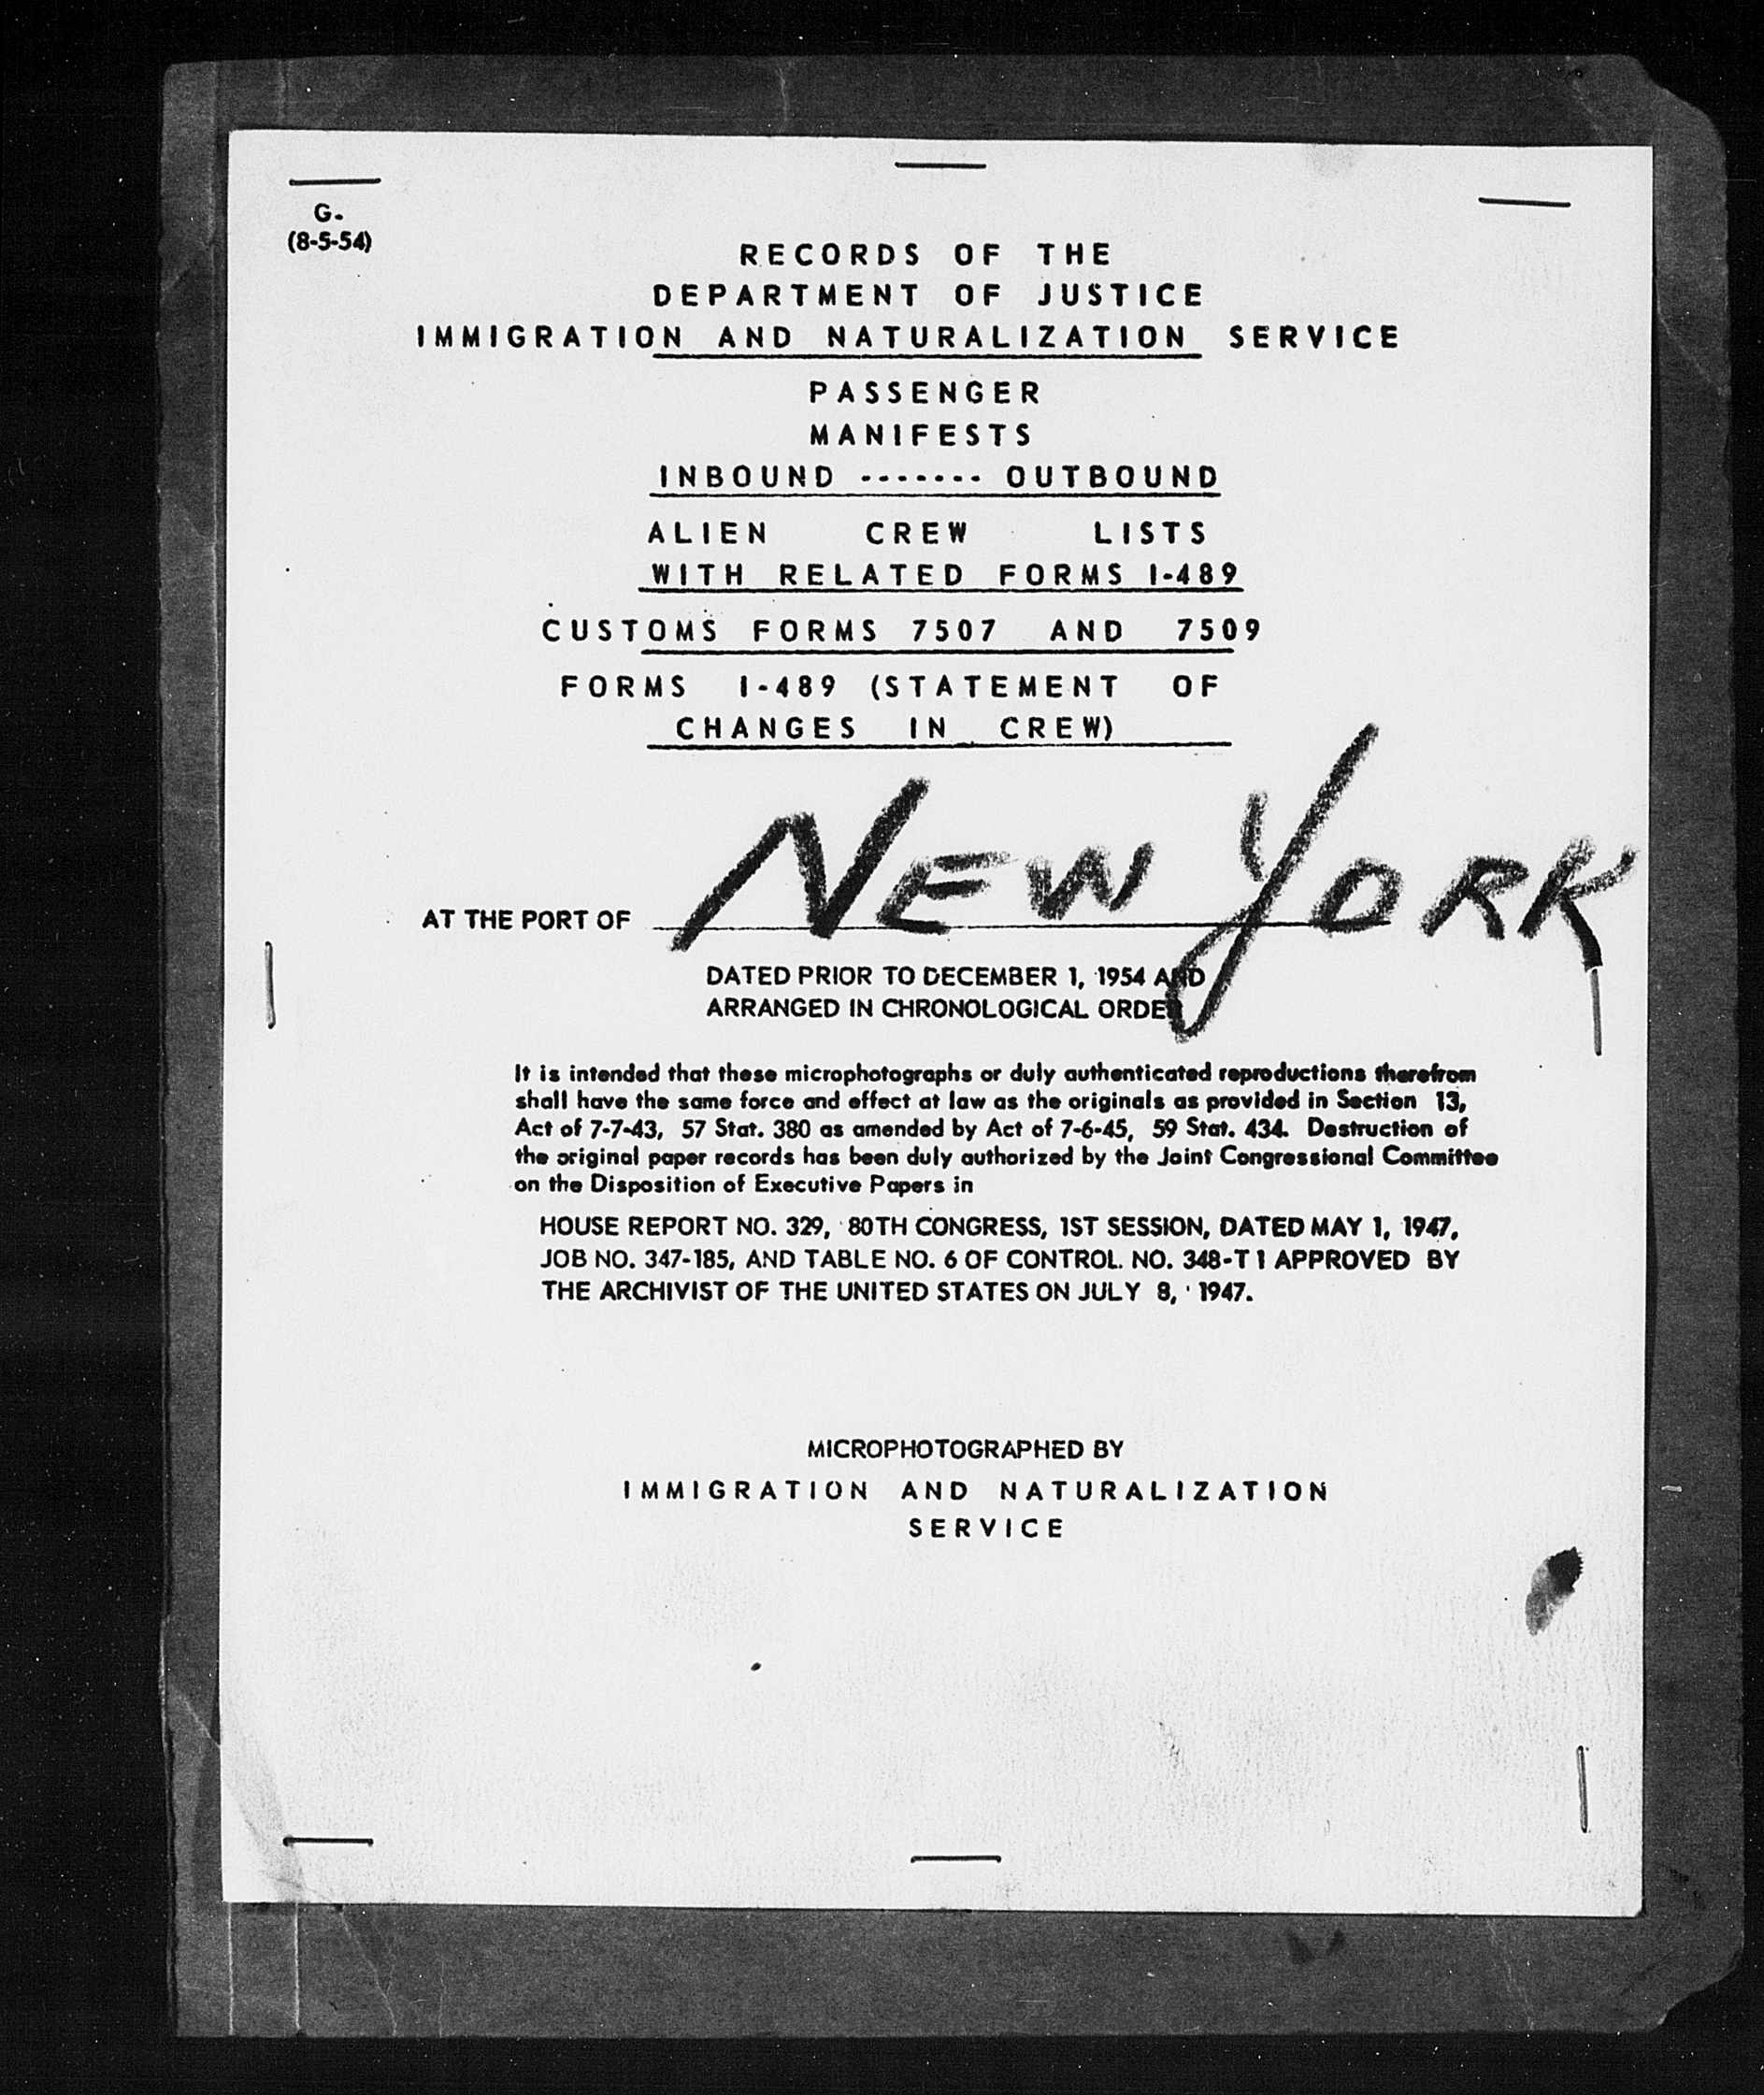 G-
(8-5-54)
RECORDS OF THE
DEPARTMENT OF JUSTICE
IMMIGRATION AND NATURALIZATION SERVICE
PASSENGER
MANIFESTS
INBOUND ------- OUTBOUND
ALIEN CREW LISTS
WITH RELATED FORMS I-489
CUSTOMS FORMS 7507 AND 7509
FORMS I-489 (STATEMENT OF
CHANGES IN CREW)
AT THE PORT OF NEW YORK
DATED PRIOR TO DECEMBER 1, 1954 AND
ARRANGED IN CHRONOLOGICAL ORDER
It is intended that these microphotographs or duly authenticated reproductions therefrom
shall have the same force and effect at law as the originals as provided in Section 13,
Act of 7-7-43, 57 Stat. 380 as amended by Act of 7-6-45, 59 Stat. 434. Destruction of
the original paper records has been duly authorized by the Joint Congressional Committee
on the Disposition of Executive Papers in
HOUSE REPORT NO. 329, 80TH CONGRESS, 1ST SESSION, DATED MAY 1, 1947,
JOB NO. 347-185, AND TABLE NO. 6 OF CONTROL NO. 348-T1 APPROVED BY
THE ARCHIVIST OF THE UNITED STATES ON JULY 8, 1947.
MICROPHOTOGRAPHED BY
IMMIGRATION AND NATURALIZATION
SERVICE